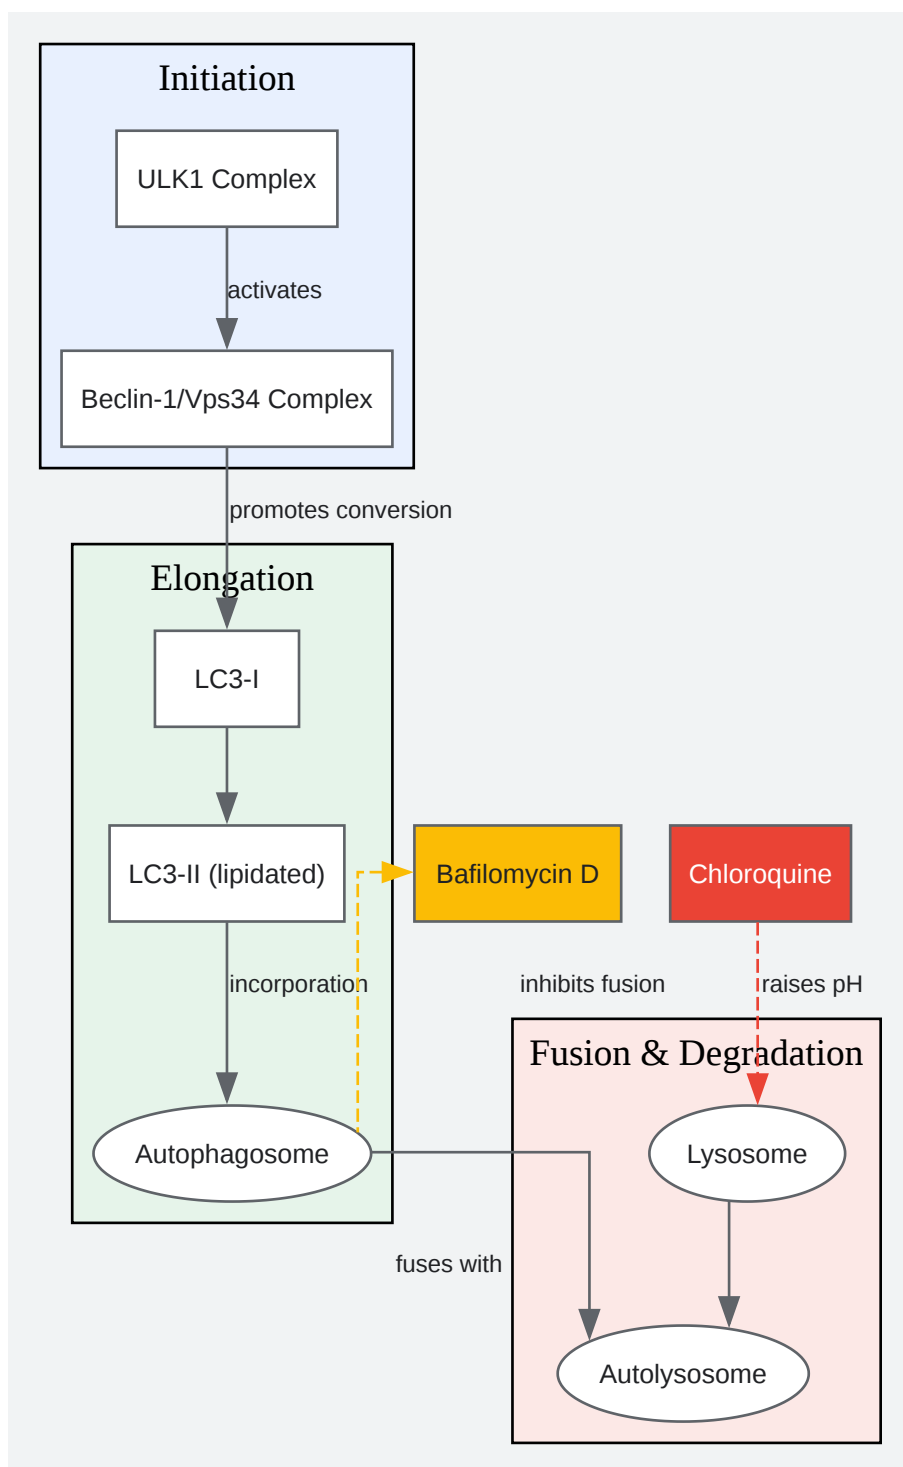 Initiation
ULK1 Complex
activates
Beclin-1/Vps34 Complex
promotes conversion
Elongation
LC3-I
LC3-II (lipidated)
Bafilomycin D
Chloroquine
incorporation
inhibits fusion
raises pH
Fusion & Degradation
Autophagosome
Lysosome
fuses with
Autolysosome